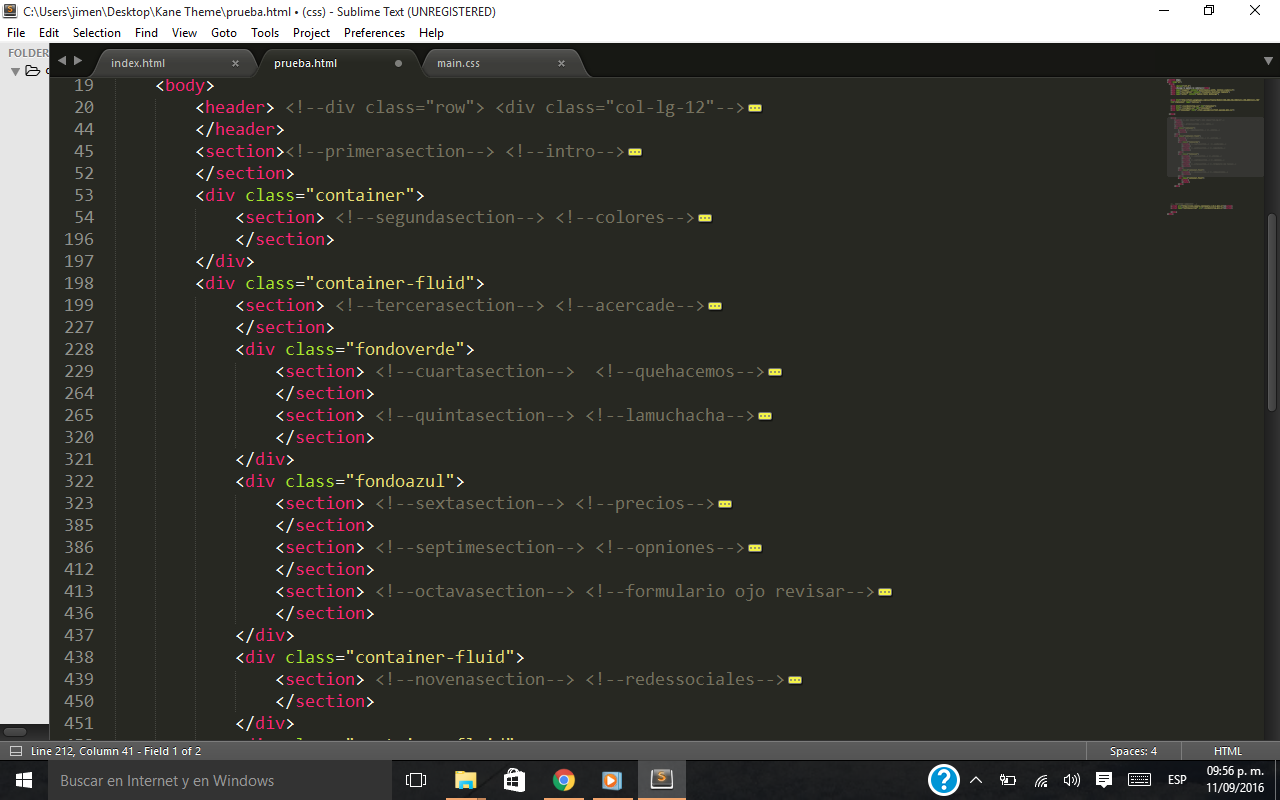 C:\Users\jimen\Desktop\Kane Theme\prueba.html • (css) - Sublime Text (UNREGISTERED)
File Edit Selection Find View Goto Tools Project Preferences Help
FOLDER
index.html × prueba.html main.css ×
19 <body>
20 <header> <!--div class="row"> <div class="col-lg-12"-->
44 </header>
45 <section><!--primerasection--> <!--intro-->
52 </section>
53 <div class="container">
54 <section> <!--segundasection--> <!--colores-->
196 </section>
197 </div>
198 <div class="container-fluid">
199 <section> <!--tercerasection--> <!--acercade-->
227 </section>
228 <div class="fondoverde">
229 <section> <!--cuartasection-->  <!--quehacemos-->
264 </section>
265 <section> <!--quintasection--> <!--lamuchacha-->
320 </section>
321 </div>
322 <div class="fondoazul">
323 <section> <!--sextasection--> <!--precios-->
385 </section>
386 <section> <!--septimesection--> <!--opniones-->
412 </section>
413 <section> <!--octavasection--> <!--formulario ojo revisar-->
436 </section>
437 </div>
438 <div class="container-fluid">
439 <section> <!--novenasection--> <!--redessociales-->
450 </section>
451 </div>
Line 212, Column 41 - Field 1 of 2 Spaces: 4 HTML
Buscar en Internet y en Windows
ESP
09:56 p. m.
11/09/2016